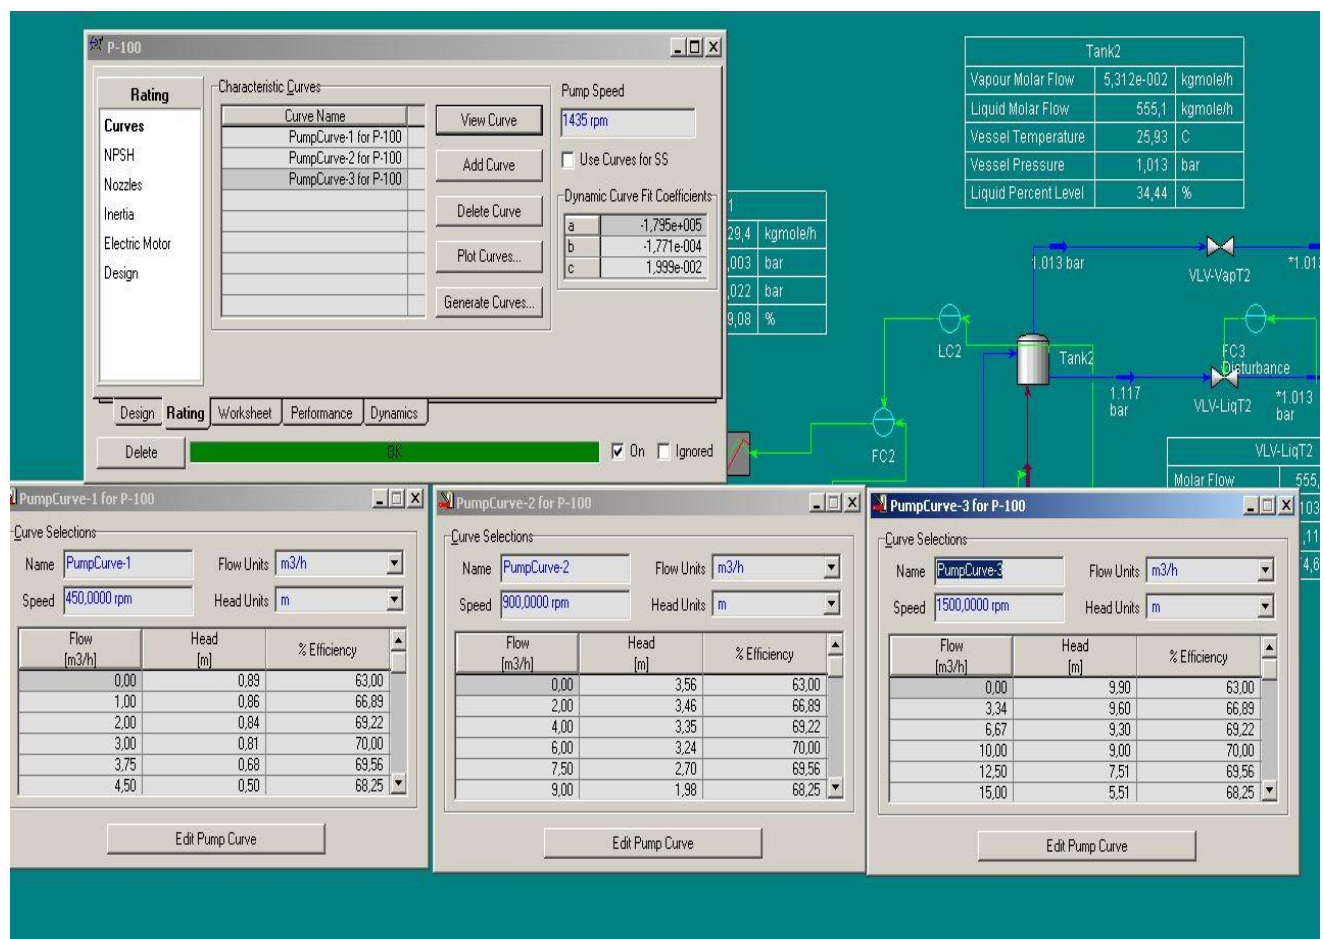 P-100
Rating
Curves
NPSH
Nozzles
Inertia
Electric Motor
Design
Characteristic Curves
Curve Name
PumpCurve-1 for P-100
PumpCurve-2 for P-100
PumpCurve-3 for P-100
View Curve
Add Curve
Delete Curve
Plot Curves...
Generate Curves...
Pump Speed
1435 rpm
Use Curves for SS
Dynamic Curve Fit Coefficients
a -1,795e+005
b -1,771e-004
c 1,999e-002
Design Rating Worksheet Performance Dynamics
Delete OK On Ignored
Tank2
Vapour Molar Flow 5,312e-002 kgmole/h
Liquid Molar Flow 555,1 kgmole/h
Vessel Temperature 25,93 C
Vessel Pressure 1,013 bar
Liquid Percent Level 34,44 %
1
29,4 kgmole/h
,003 bar
,022 bar
9,08 %
1.013 bar
VLV-VapT2
*1.013
LC2
Tank2
FC3
Disturbance
1.117
bar
VLV-LiqT2
*1.013
bar
FC2
VLV-LiqT2
Molar Flow 555,
103
,11
4,6
PumpCurve-1 for P-100
Curve Selections
Name PumpCurve-1 Flow Units m3/h
Speed 450,0000 rpm Head Units m
Flow Head % Efficiency
[m3/h] [m]
0,00 0,89 63,00
1,00 0,86 66,89
2,00 0,84 69,22
3,00 0,81 70,00
3,75 0,68 69,56
4,50 0,50 68,25
Edit Pump Curve
PumpCurve-2 for P-100
Curve Selections
Name PumpCurve-2 Flow Units m3/h
Speed 900,0000 rpm Head Units m
Flow Head % Efficiency
[m3/h] [m]
0,00 3,56 63,00
2,00 3,46 66,89
4,00 3,35 69,22
6,00 3,24 70,00
7,50 2,70 69,56
9,00 1,98 68,25
Edit Pump Curve
PumpCurve-3 for P-100
Curve Selections
Name PumpCurve-3 Flow Units m3/h
Speed 1500,0000 rpm Head Units m
Flow Head % Efficiency
[m3/h] [m]
0,00 9,90 63,00
3,34 9,60 66,89
6,67 9,30 69,22
10,00 9,00 70,00
12,50 7,51 69,56
15,00 5,51 68,25
Edit Pump Curve